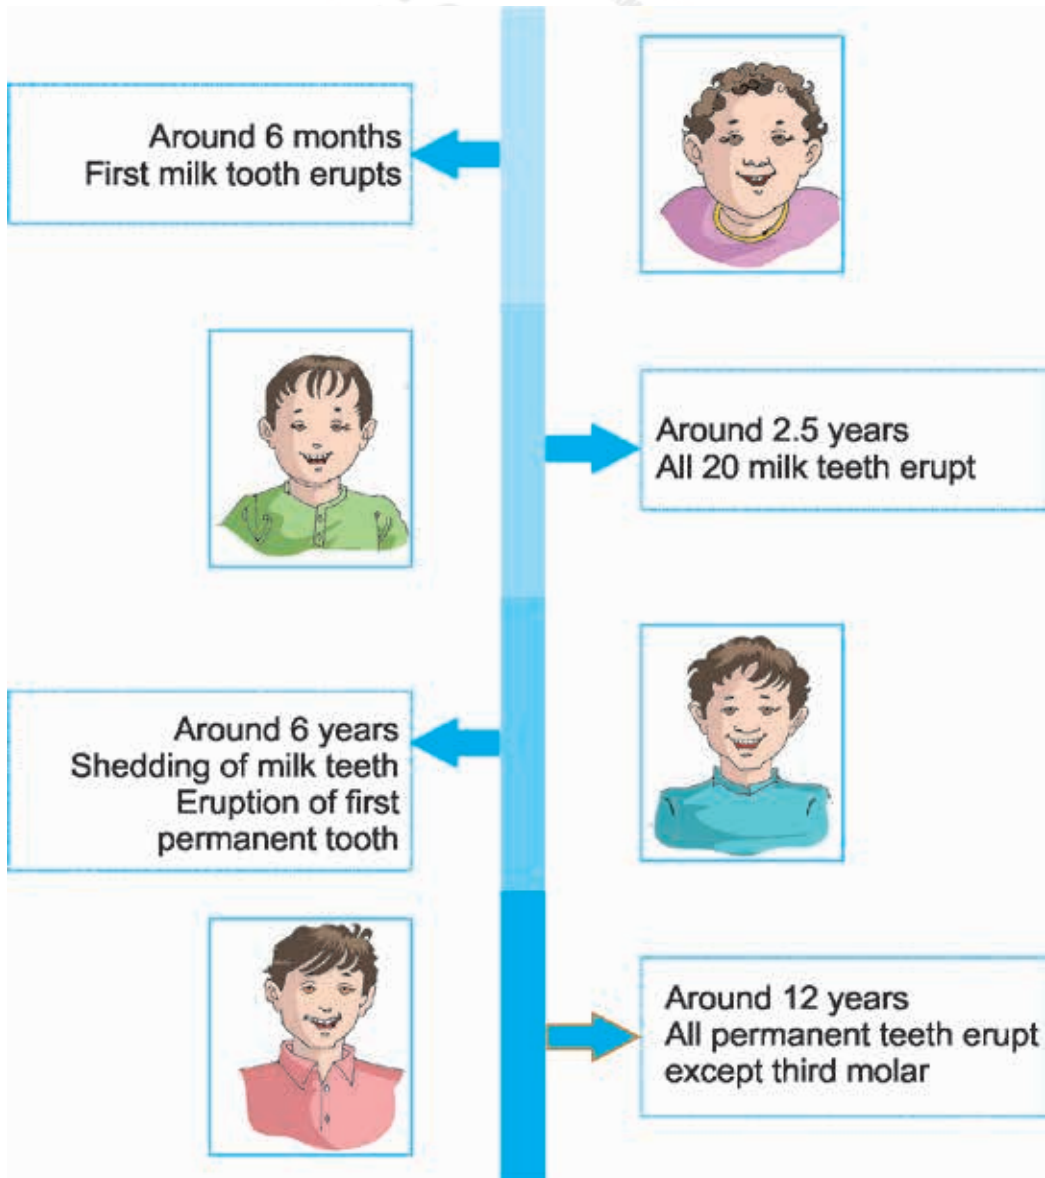 Around 6 months
First milk tooth erupts
Around 2.5 years
All 20 milk teeth erupt
Around 6 years
Shedding of milk teeth
Eruption of first
permanent tooth
Around 12 years
All permanent teeth erupt
except third molar